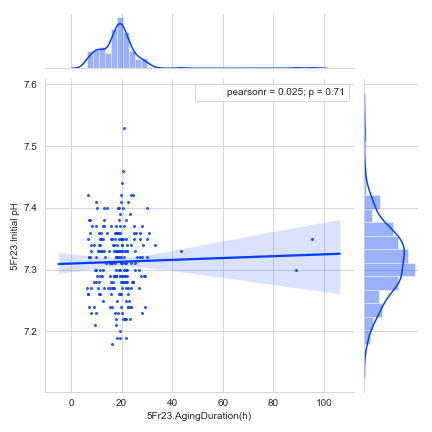 pearsonr = 0.025; p = 0.71
7.6
7.5
7.4
7.3
7.2
5Fr23.Initial pH
0 20 40 60 80 100
5Fr23.AgingDuration(h)